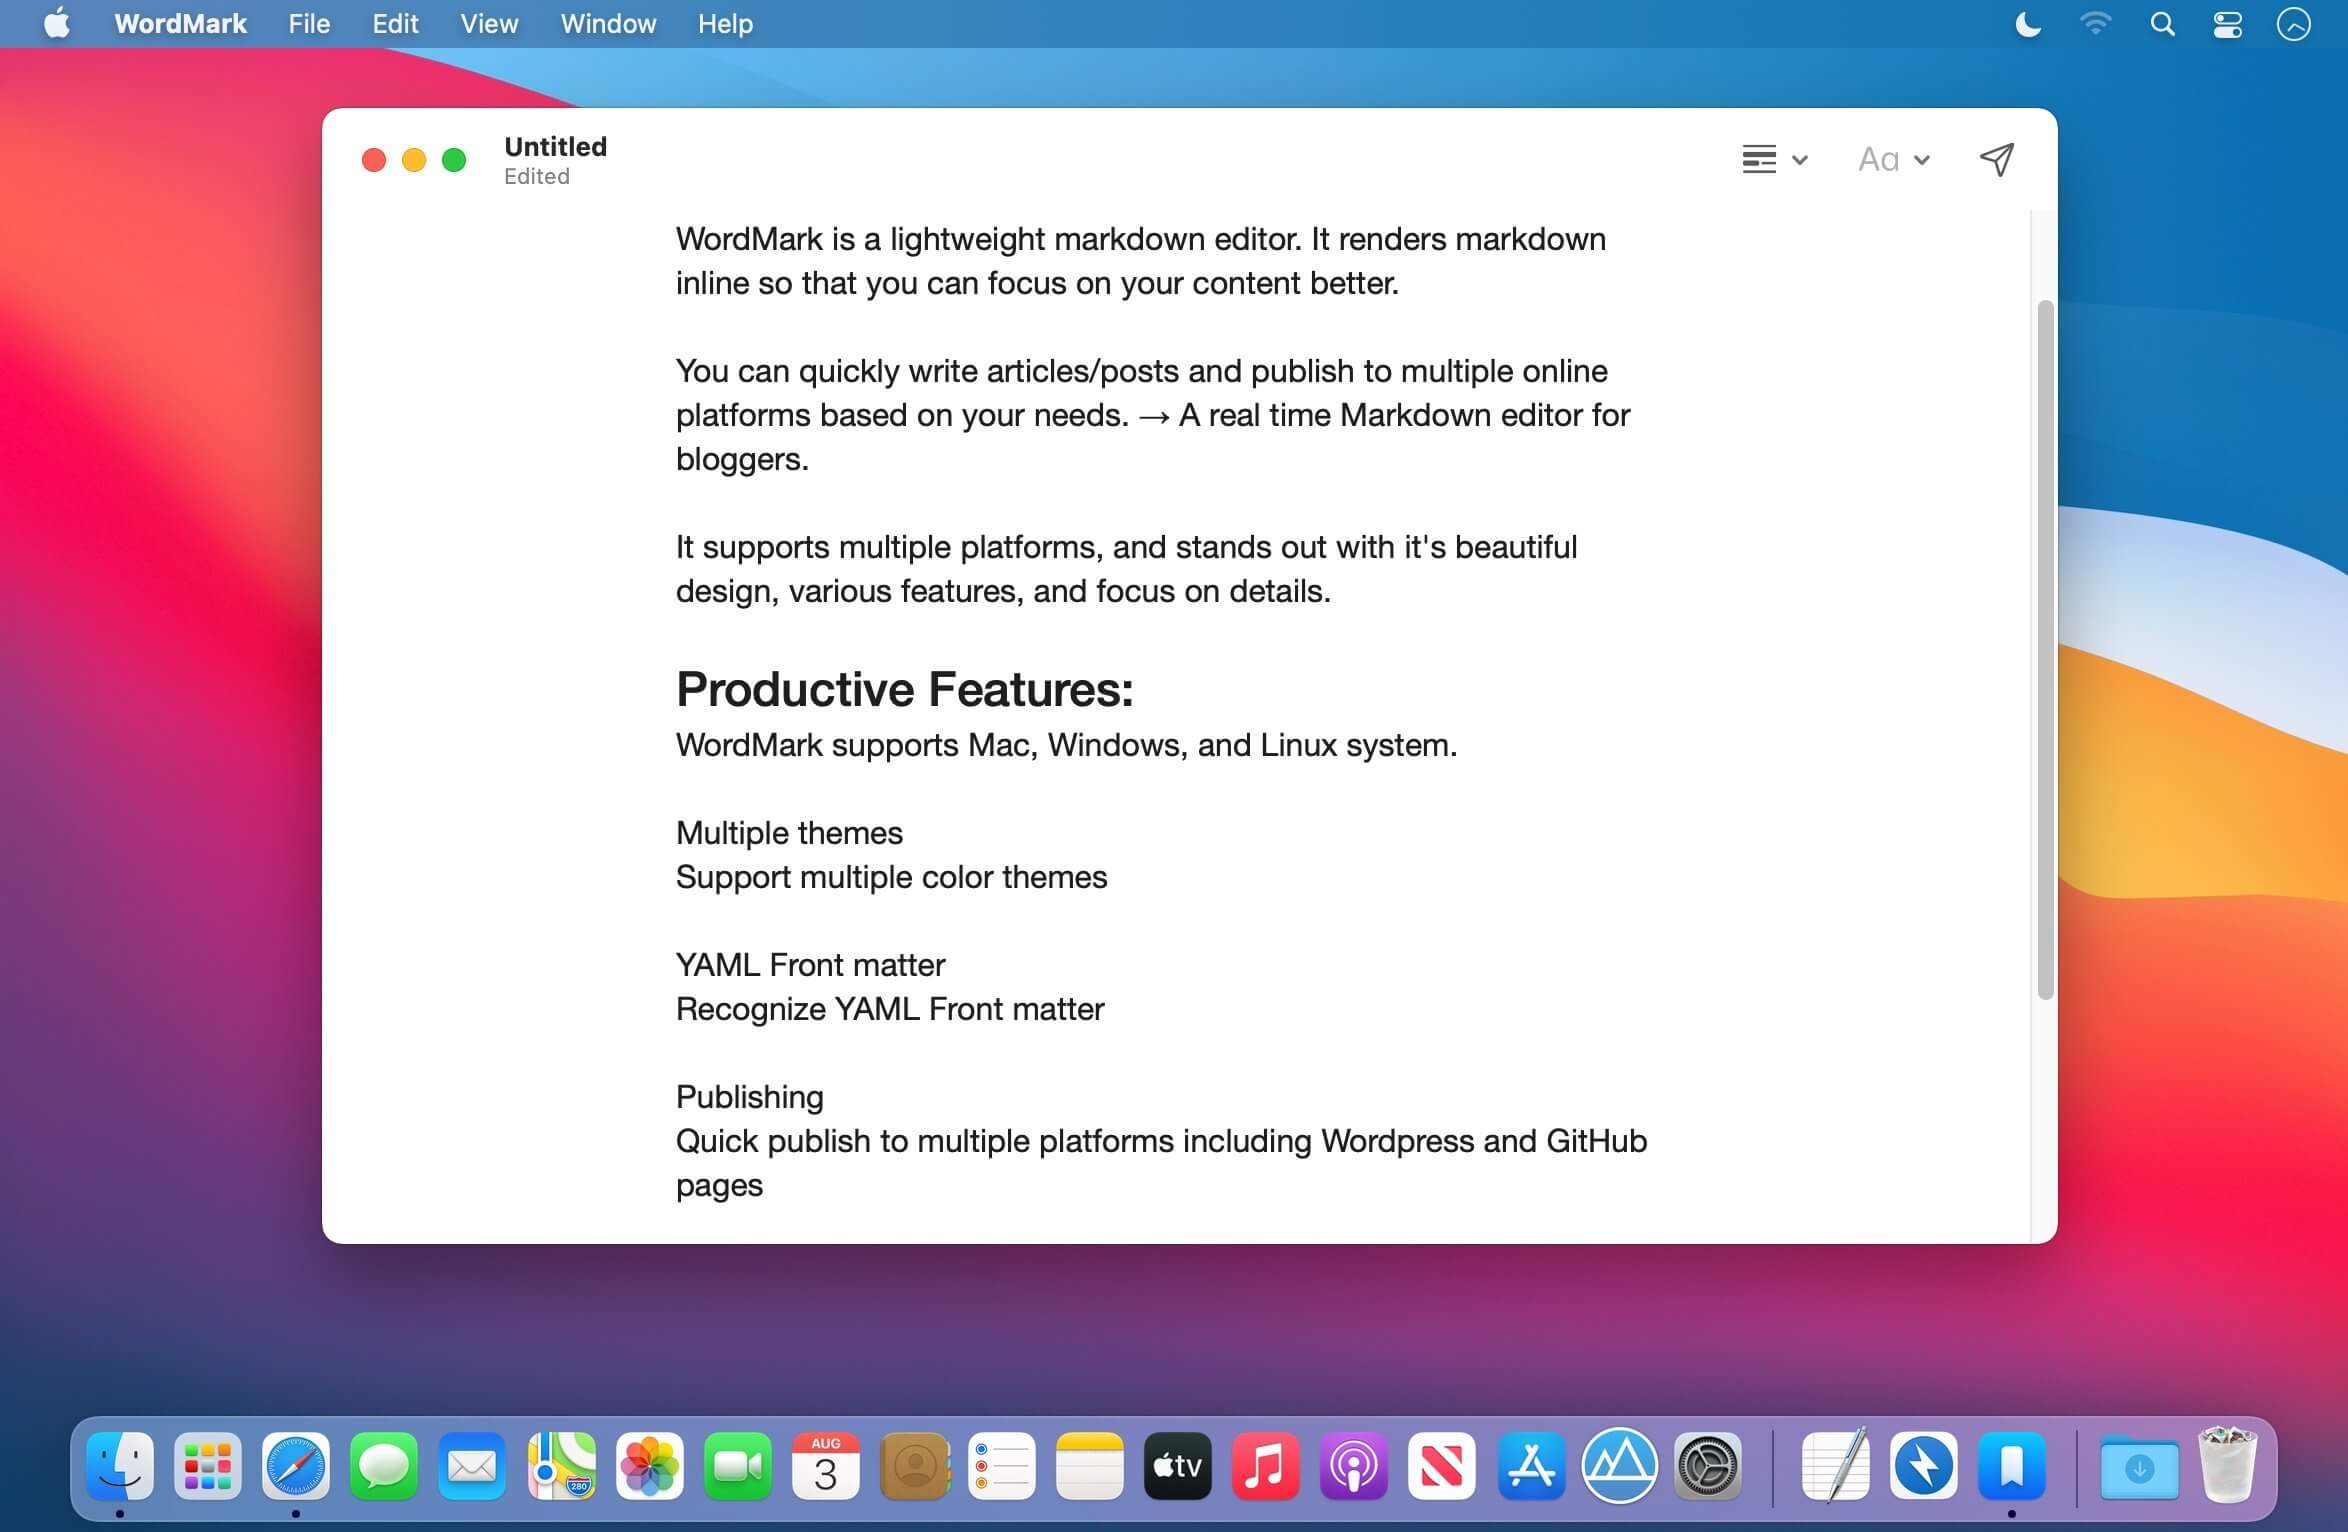 WordMark File Edit View Window Help
Untitled
Edited
Aa
WordMark is a lightweight markdown editor. It renders markdown
inline so that you can focus on your content better.
You can quickly write articles/posts and publish to multiple online
platforms based on your needs. → A real time Markdown editor for
bloggers.
It supports multiple platforms, and stands out with it's beautiful
design, various features, and focus on details.
Productive Features:
WordMark supports Mac, Windows, and Linux system.
Multiple themes
Support multiple color themes
YAML Front matter
Recognize YAML Front matter
Publishing
Quick publish to multiple platforms including Wordpress and GitHub
pages
280
AUG
3
tv